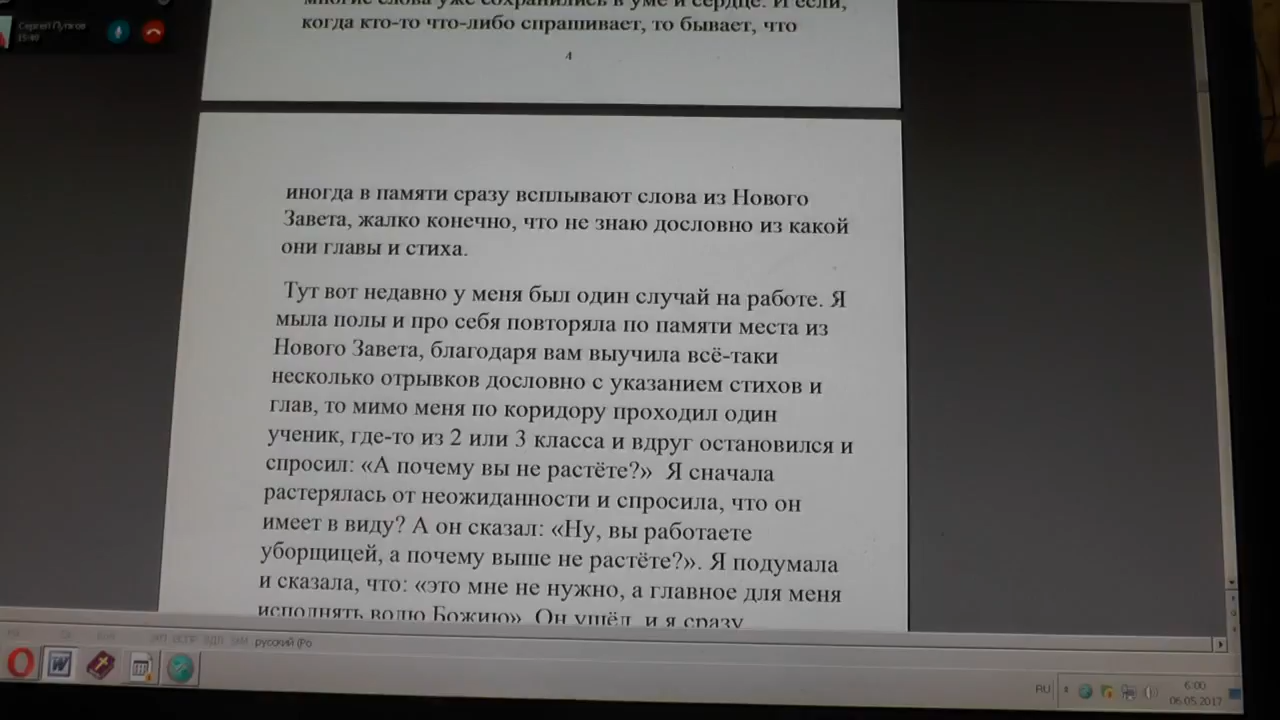 многие слова уже сохранились в уме и сердце. И если,
когда кто-то что-либо спрашивает, то бывает, что
4
иногда в памяти сразу всплывают слова из Нового
Завета, жалко конечно, что не знаю дословно из какой
они главы и стиха.
Тут вот недавно у меня был один случай на работе. Я
мыла полы и про себя повторяла по памяти места из
Нового Завета, благодаря вам выучила всё-таки
несколько отрывков дословно с указанием стихов и
глав, то мимо меня по коридору проходил один
ученик, где-то из 2 или 3 класса и вдруг остановился и
спросил: «А почему вы не растёте?» Я сначала
растерялась от неожиданности и спросила, что он
имеет в виду? А он сказал: «Ну, вы работаете
уборщицей, а почему выше не растёте?». Я подумала
и сказала, что: «это мне не нужно, а главное для меня
исполнять волю Божию». Он ушёл, и я сразу
русский (Ро
RU
6:00
06.05.2017